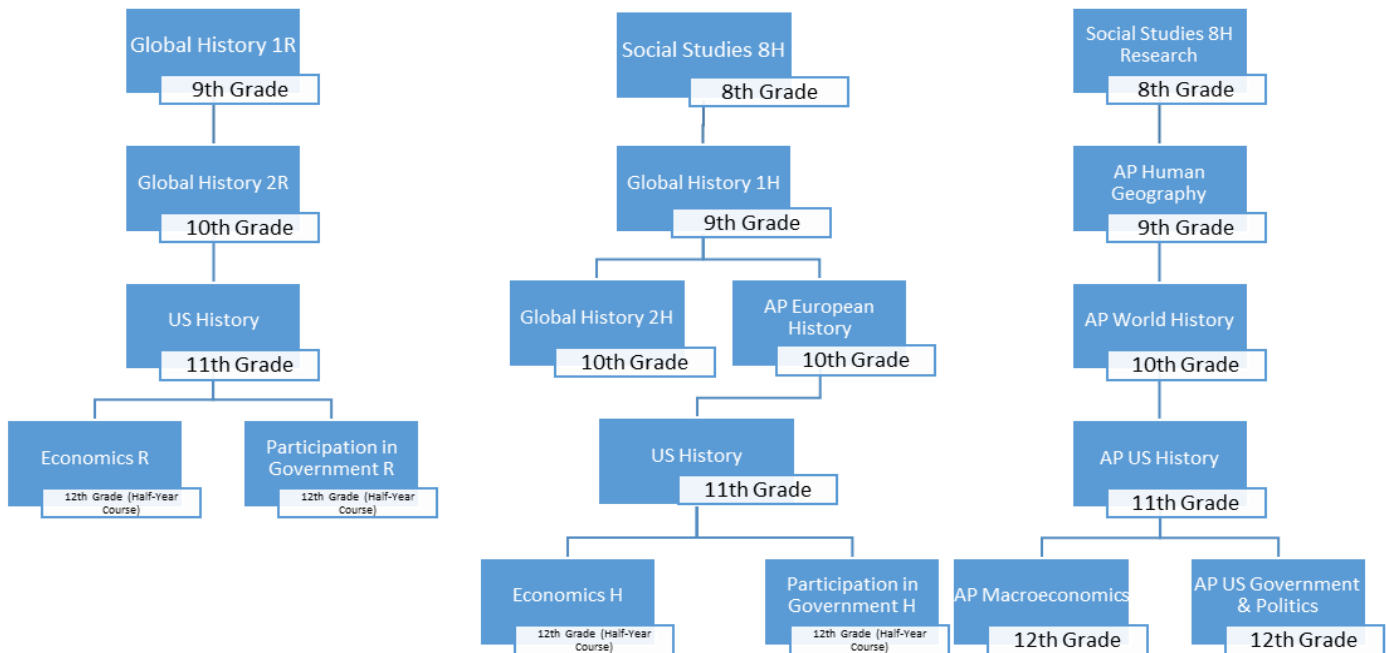 Global History 1R
9th Grade
Global History 2R
10th Grade
US History
11th Grade
Economics R
12th Grade (Half-Year
Course)
Participation in
Government R
12th Grade (Half-Year
Course)
Social Studies 8H
8th Grade
Global History 1H
9th Grade
Global History 2H
10th Grade
AP European
History
10th Grade
US History
11th Grade
Economics H
12th Grade (Half-Year
Course)
Participation in
Government H
12th Grade (Half-Year
Course)
Social Studies 8H
Research
8th Grade
AP Human
Geography
9th Grade
AP World History
10th Grade
AP US History
11th Grade
AP Macroeconomics
12th Grade
AP US Government
& Politics
12th Grade